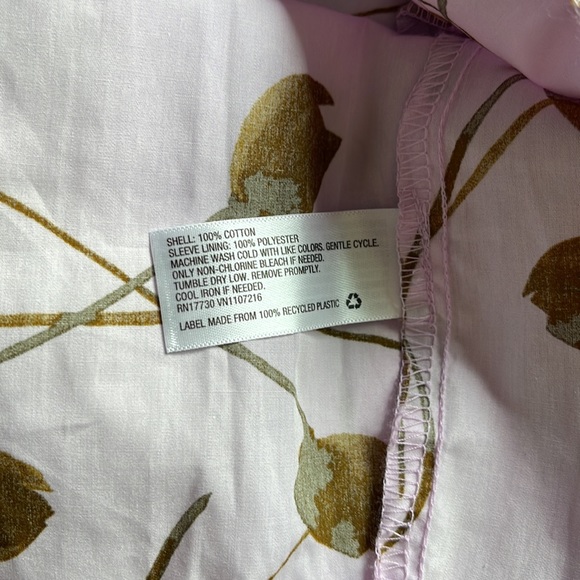 SHELL: 100% COTTON
SLEEVE LINING: 100% POLYESTER
MACHINE WASH COLD WITH LIKE COLORS. GENTLE CYCLE.
ONLY NON-CHLORINE BLEACH IF NEEDED.
TUMBLE DRY LOW. REMOVE PROMPTLY.
COOL IRON IF NEEDED.
RN17730 VN1107216
LABEL MADE FROM 100% RECYCLED PLASTIC